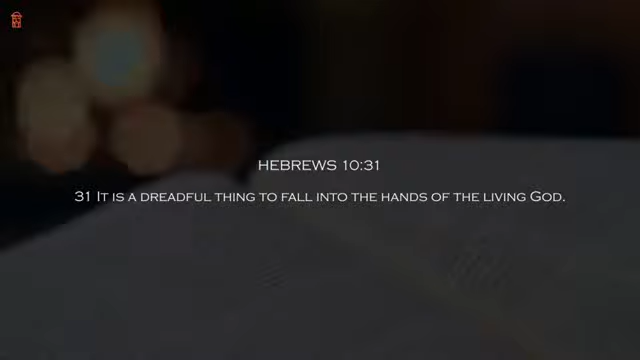 HEBREWS 10:31
31 IT IS A DREADFUL THING TO FALL INTO THE HANDS OF THE LIVING GOD.